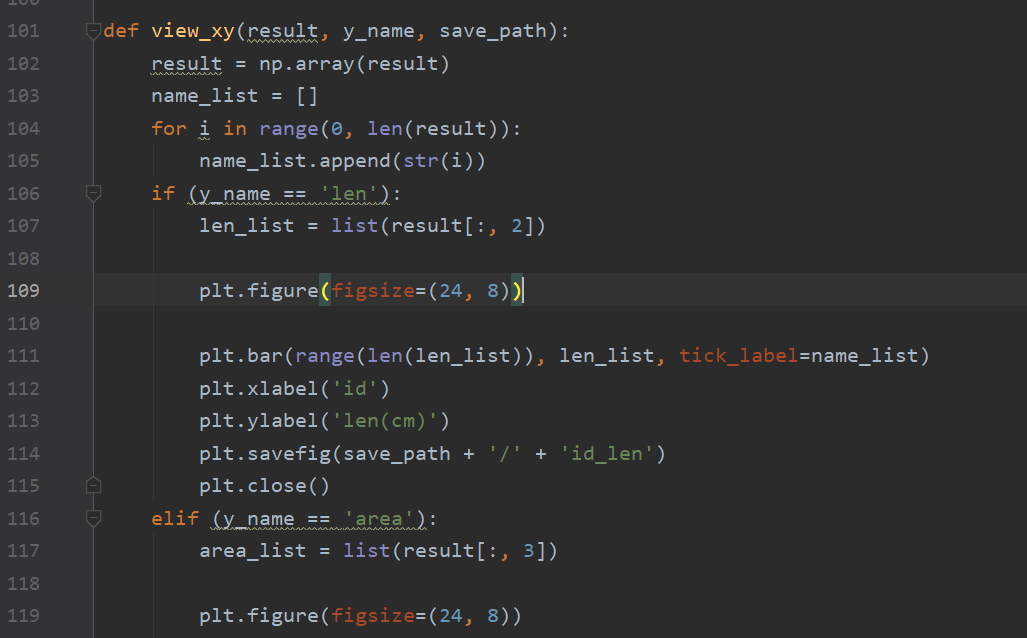 100
101 def view_xy(result, y_name, save_path):
102 result = np.array(result)
103 name_list = []
104 for i in range(0, len(result)):
105 name_list.append(str(i))
106 if (y_name == 'len'):
107 len_list = list(result[:, 2])
108
109 plt.figure(figsize=(24, 8))
110
111 plt.bar(range(len(len_list)), len_list, tick_label=name_list)
112 plt.xlabel('id')
113 plt.ylabel('len(cm)')
114 plt.savefig(save_path + '/' + 'id_len')
115 plt.close()
116 elif (y_name == 'area'):
117 area_list = list(result[:, 3])
118
119 plt.figure(figsize=(24, 8))